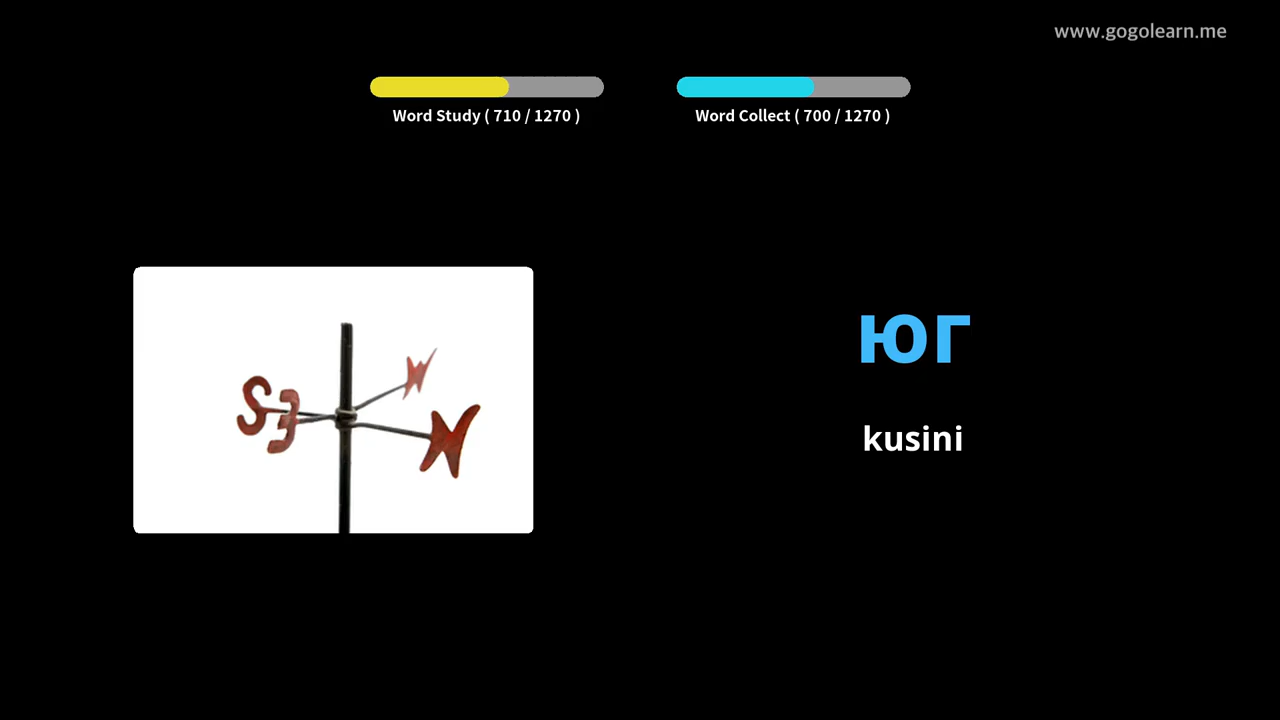 www.gogolearn.me
Word Study ( 710 / 1270 )
Word Collect ( 700 / 1270 )
S
E
N
юг
kusini